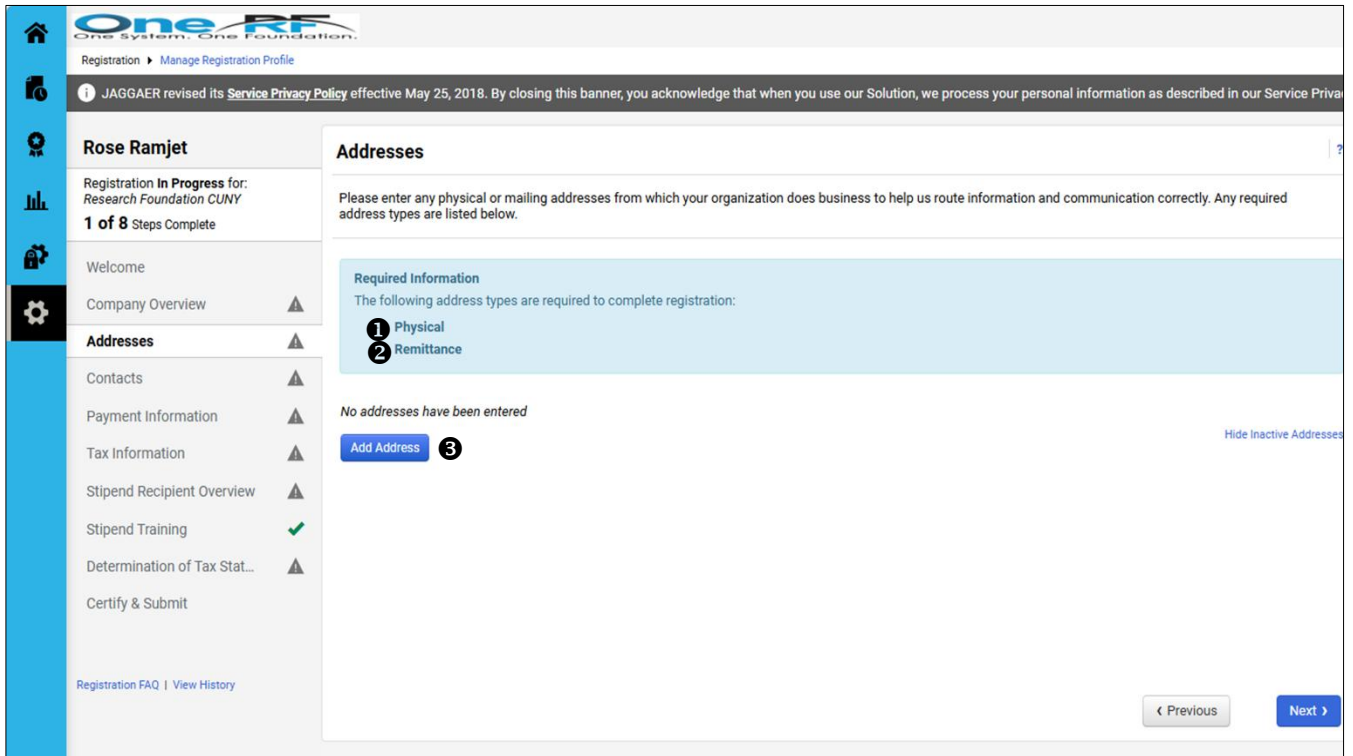 One RF
One System. One Foundation.
Registration ▶ Manage Registration Profile
i JAGGAER revised its Service Privacy Policy effective May 25, 2018. By closing this banner, you acknowledge that when you use our Solution, we process your personal information as described in our Service Priva
Rose Ramjet
Registration In Progress for:
Research Foundation CUNY
1 of 8 Steps Complete
Welcome
Company Overview
Addresses
Contacts
Payment Information
Tax Information
Stipend Recipient Overview
Stipend Training
Determination of Tax Stat...
Certify & Submit
Registration FAQ | View History
Addresses
?
Please enter any physical or mailing addresses from which your organization does business to help us route information and communication correctly. Any required
address types are listed below.
Required Information
The following address types are required to complete registration:
❶ Physical
❷ Remittance
No addresses have been entered
Hide Inactive Addresses
Add Address ❸
‹ Previous
Next ›